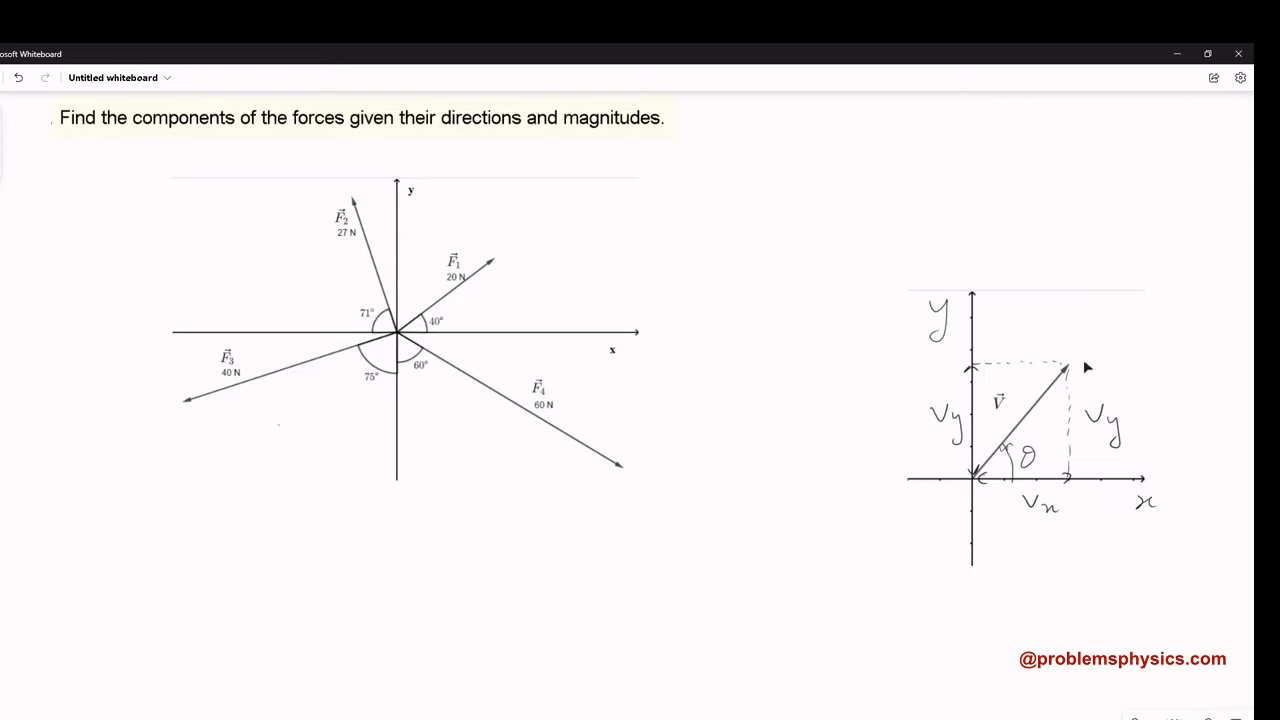 osoft Whiteboard
Untitled whiteboard
. Find the components of the forces given their directions and magnitudes.
y
F⃗₂
27 N
F⃗₁
20 N
71°
40°
x
F⃗₃
40 N
75°
60°
F⃗₄
60 N
y
Vy
V⃗
Vy
θ
Vx
x
@problemsphysics.com